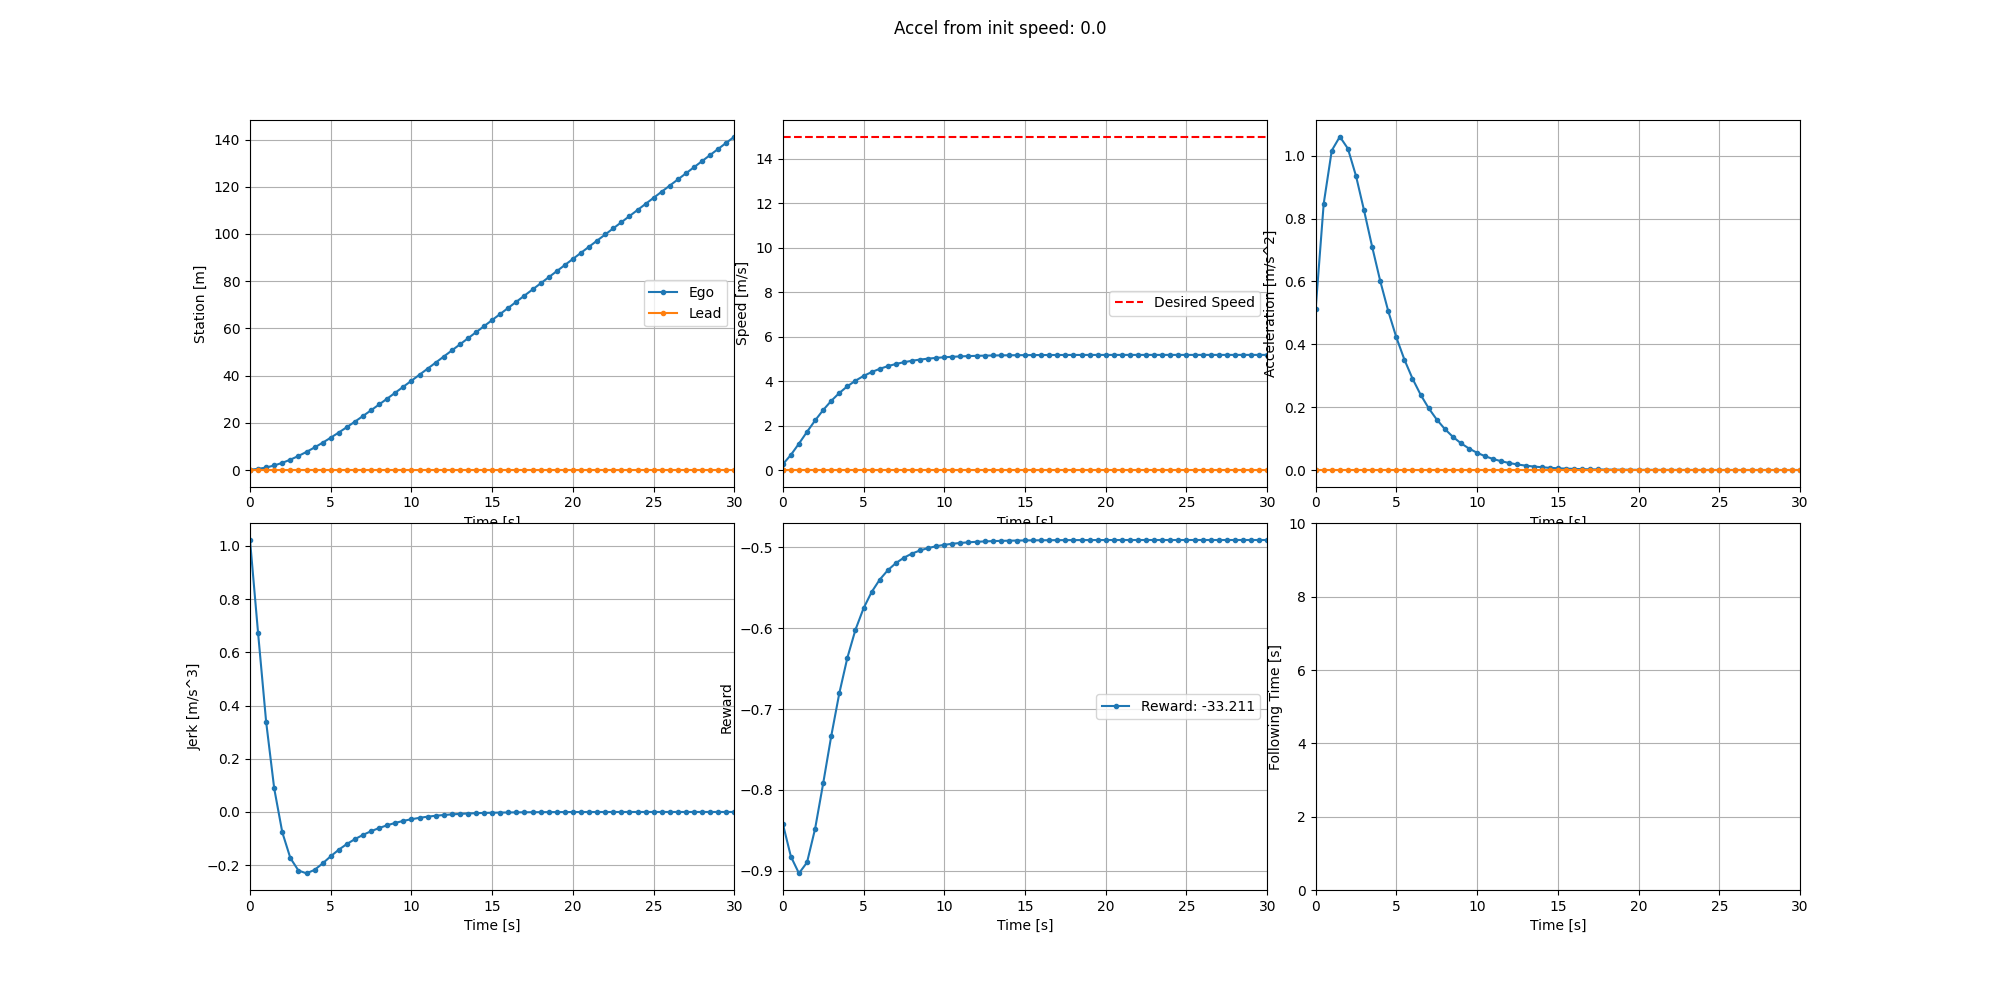 Accel from init speed: 0.0
Station [m]
140
120
100
80
60
40
20
0
Ego
Lead
0 5 10 15 20 25 30
Time [s]
Speed [m/s]
14
12
10
8
6
4
2
0
Desired Speed
0 5 10 15 20 25 30
Time [s]
Acceleration [m/s^2]
1.0
0.8
0.6
0.4
0.2
0.0
0 5 10 15 20 25 30
Time [s]
Jerk [m/s^3]
1.0
0.8
0.6
0.4
0.2
0.0
−0.2
0 5 10 15 20 25 30
Time [s]
Reward
−0.5
−0.6
−0.7
−0.8
−0.9
Reward: -33.211
0 5 10 15 20 25 30
Time [s]
Following Time [s]
10
8
6
4
2
0
0 5 10 15 20 25 30
Time [s]